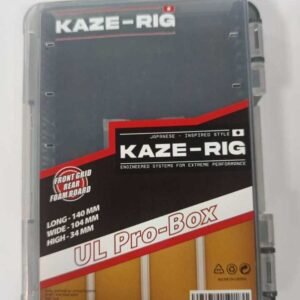 KAZE-RIG
JAPANESE - INSPIRED STYLE
KAZE-RIG
ENGINEERED SYSTEMS FOR EXTREME PERFORMANCE
FRONT GRID
REAR
FOAM BOARD
LONG - 140 MM
WIDE - 104 MM
HIGH - 34 MM
UL Pro-Box